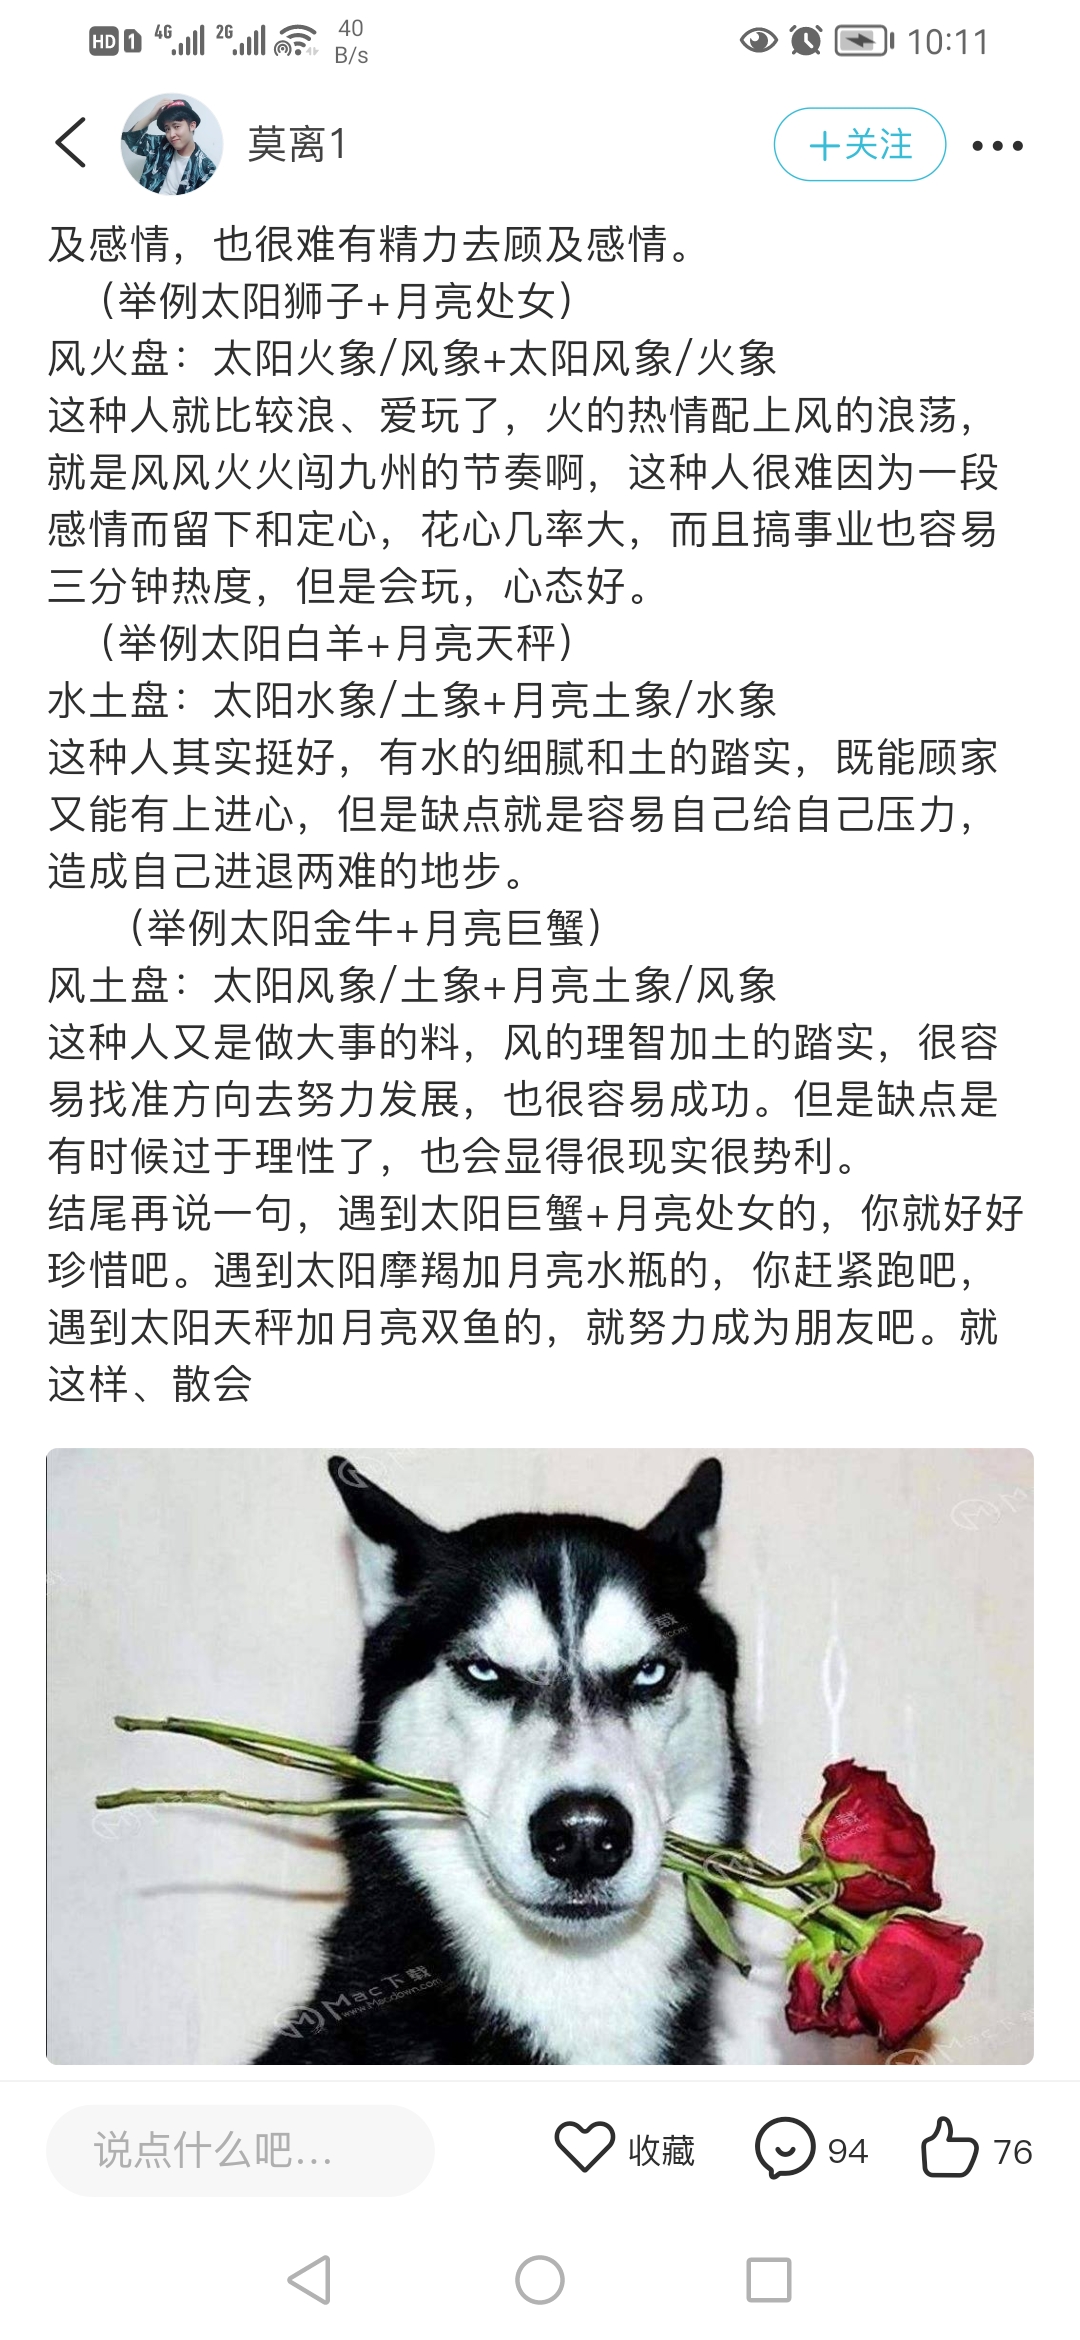 HD 1 4G 2G 40 B/s 10:11
莫离1
＋关注
及感情，也很难有精力去顾及感情。
（举例太阳狮子+月亮处女）
风火盘：太阳火象/风象+太阳风象/火象
这种人就比较浪、爱玩了，火的热情配上风的浪荡，
就是风风火火闯九州的节奏啊，这种人很难因为一段
感情而留下和定心，花心几率大，而且搞事业也容易
三分钟热度，但是会玩，心态好。
（举例太阳白羊+月亮天秤）
水土盘：太阳水象/土象+月亮土象/水象
这种人其实挺好，有水的细腻和土的踏实，既能顾家
又能有上进心，但是缺点就是容易自己给自己压力，
造成自己进退两难的地步。
（举例太阳金牛+月亮巨蟹）
风土盘：太阳风象/土象+月亮土象/风象
这种人又是做大事的料，风的理智加土的踏实，很容
易找准方向去努力发展，也很容易成功。但是缺点是
有时候过于理性了，也会显得很现实很势利。
结尾再说一句，遇到太阳巨蟹+月亮处女的，你就好好
珍惜吧。遇到太阳摩羯加月亮水瓶的，你赶紧跑吧，
遇到太阳天秤加月亮双鱼的，就努力成为朋友吧。就
这样、散会
Mac下载
www.Macdown.com
说点什么吧...
收藏
94
76